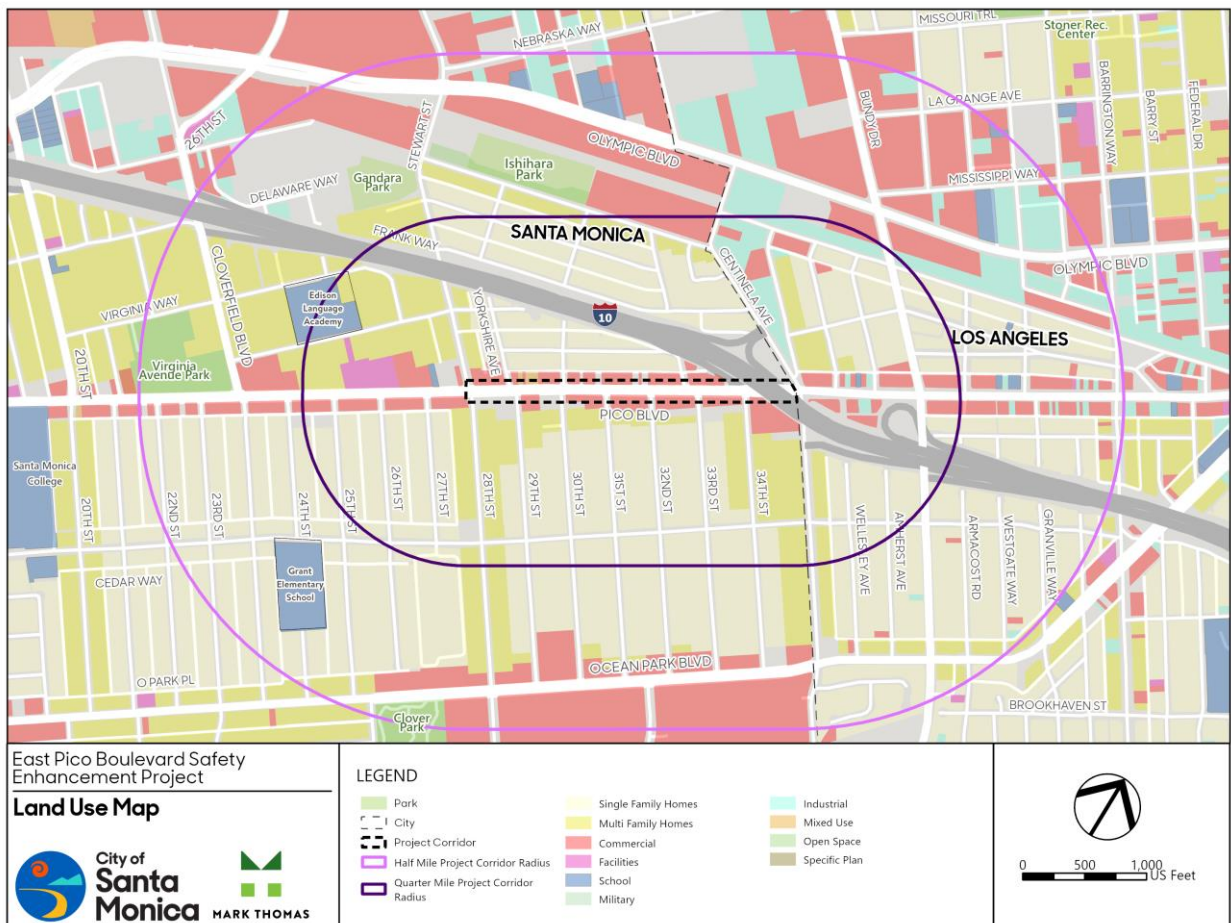 MISSOURI TRL
Stoner Rec.
Center
NEBRASKA WAY
BUNDY DR
LA GRANGE AVE
BARRINGTON WAY
BARRY ST
FEDERAL DR
26TH ST
STEWART ST
OLYMPIC BLVD
MISSISSIPPI WAY
Ishihara
Park
Gandara
Park
DELAWARE WAY
FRANK WAY
SANTA MONICA
CENTINELA AVE
OLYMPIC BLVD
CLOVERFIELD BLVD
Edison
Language
Academy
VIRGINIA WAY
YORKSHIRE AVE
10
LOS ANGELES
20TH ST
Virginia
Avende Park
PICO BLVD
Santa Monica
College
20TH ST
22ND ST
23RD ST
24TH ST
25TH ST
26TH ST
27TH ST
28TH ST
29TH ST
30TH ST
31ST ST
32ND ST
33RD ST
34TH ST
WELLESLEY AVE
AMHERST AVE
ARMACOST RD
WESTGATE WAY
GRANVILLE WAY
CEDAR WAY
Grant
Elementary
School
OCEAN PARK BLVD
O PARK PL
Clover
Park
BROOKHAVEN ST
East Pico Boulevard Safety
Enhancement Project
Land Use Map
City of
Santa
Monica
MARK THOMAS
LEGEND
Park
City
Project Corridor
Half Mile Project Corridor Radius
Quarter Mile Project Corridor
Radius
Single Family Homes
Multi Family Homes
Commercial
Facilities
School
Military
Industrial
Mixed Use
Open Space
Specific Plan
0 500 1,000
US Feet